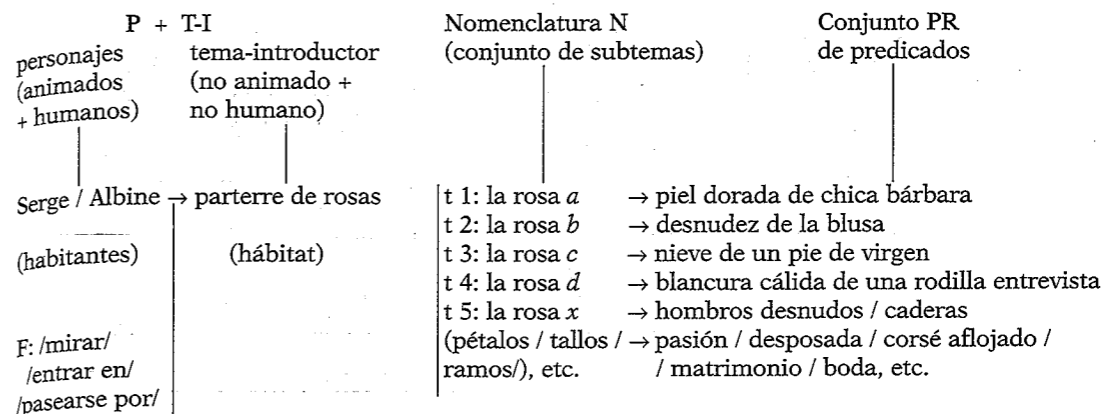 P + T-I Nomenclatura N Conjunto PR
personajes tema-introductor (conjunto de subtemas) de predicados
(animados (no animado +
+ humanos) no humano)
Serge / Albine → parterre de rosas t 1: la rosa a → piel dorada de chica bárbara
t 2: la rosa b → desnudez de la blusa
(habitantes) (hábitat) t 3: la rosa c → nieve de un pie de virgen
t 4: la rosa d → blancura cálida de una rodilla entrevista
t 5: la rosa x → hombros desnudos / caderas
F: /mirar/ (pétalos / tallos / → pasión / desposada / corsé aflojado /
/entrar en/ ramos/), etc. / matrimonio / boda, etc.
/pasearse por/